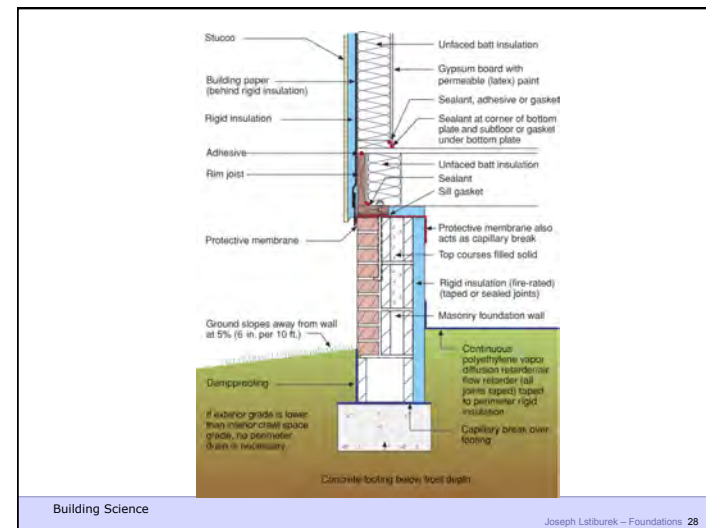 Stucco
Building paper
(behind rigid insulation)
Rigid insulation
Adhesive
Rim joist
Protective membrane
Ground slopes away from wall
at 5% (6 in. per 10 ft.)
Dampproofing
If exterior grade is lower
than interior crawl space
grade, no perimeter
drain is necessary
Unfaced batt insulation
Gypsum board with
permeable (latex) paint
Sealant, adhesive or gasket
Sealant at corner of bottom
plate and subfloor or gasket
under bottom plate
Unfaced batt insulation
Sealant
Sill gasket
Protective membrane also
acts as capillary break
Top courses filled solid
Rigid insulation (fire-rated)
(taped or sealed joints)
Masonry foundation wall
Continuous
polyethylene vapor
diffusion retarder/air
flow retarder (all
joints taped) taped
to perimeter rigid
insulation
Capillary break over
footing
Concrete footing below frost depth
Building Science
Joseph Lstiburek – Foundations 28